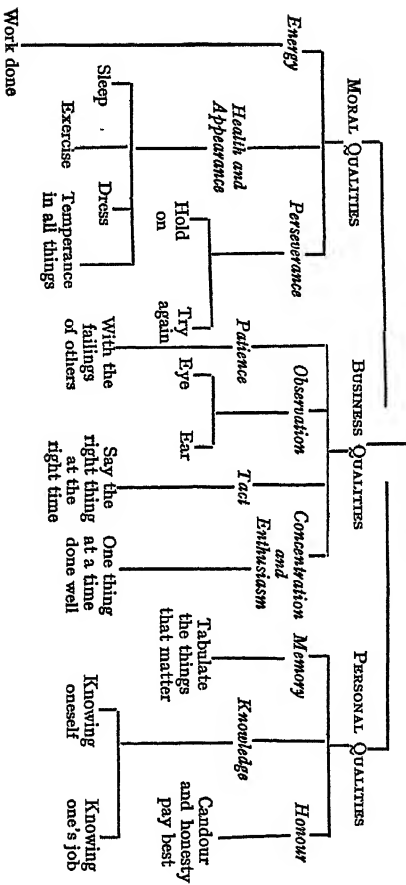 MORAL QUALITIES
BUSINESS QUALITIES
PERSONAL QUALITIES
Energy
Health and
Appearance
Perseverance
Patience
Observation
Tact
Concentration
and
Enthusiasm
Memory
Knowledge
Honour
Work done
Sleep
Exercise
Dress
Temperance
in all things
Hold
on
Try
again
With the
failings
of others
Eye
Ear
Say the
right thing
at the
right time
One thing
at a time
done well
Tabulate
the things
that matter
Knowing
oneself
Knowing
one's job
Candour
and honesty
pay best